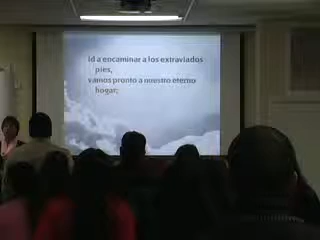 Id a encaminar a los extraviados
pies,
vamos pronto a nuestro eterno
hogar;